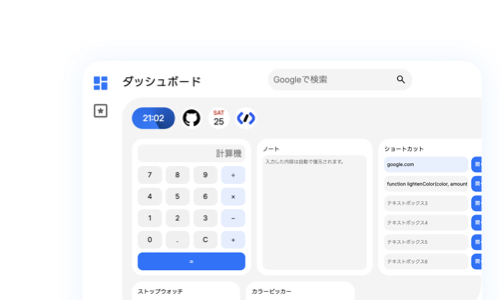 ダッシュボード
Googleで検索
21:02
SAT
25
計算機
7 8 9 ÷
4 5 6 ×
1 2 3 −
0 . C +
=
ノート
入力した内容は自動で復元されます。
ショートカット
google.com
function lightenColor(color, amount
テキストボックス3
テキストボックス4
テキストボックス5
テキストボックス6
ストップウォッチ
カラーピッカー